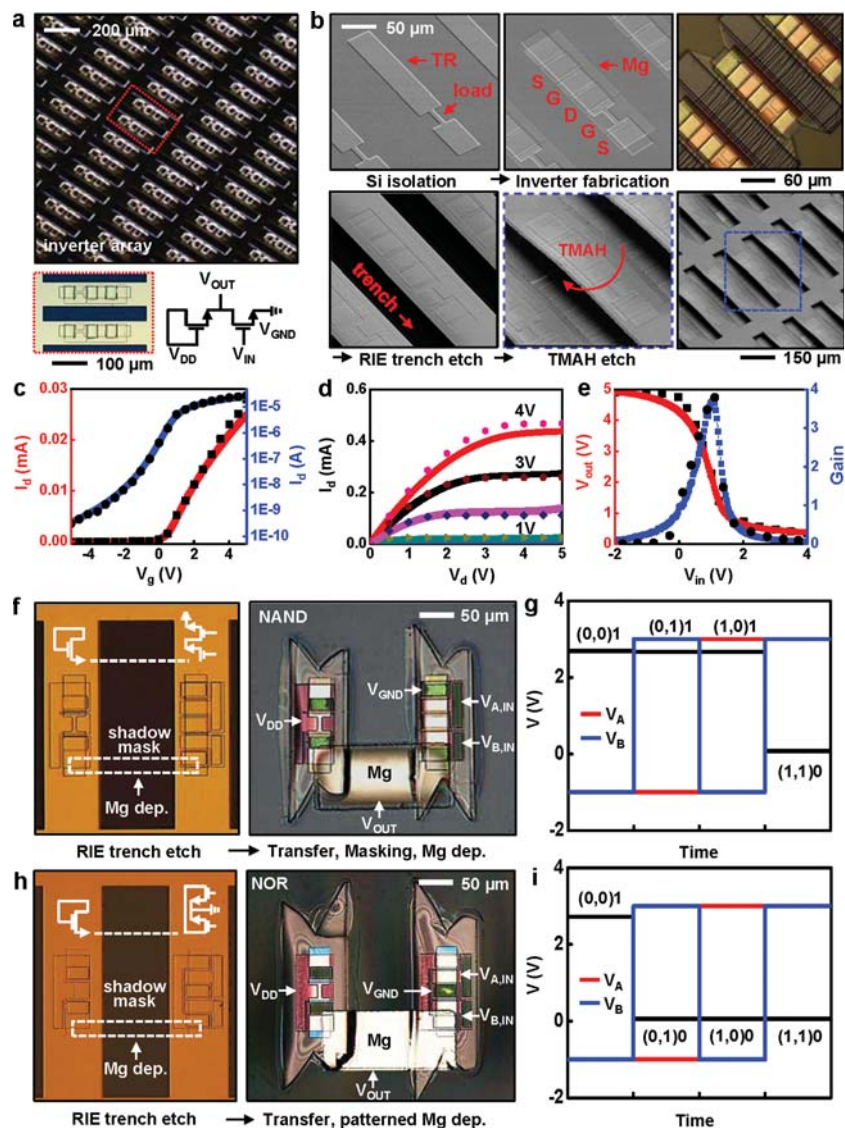 a
200 µm
inverter array
100 µm
V_OUT
V_GND
V_DD
V_IN
b
50 µm
TR
load
Mg
S
G
D
G
S
Si isolation → Inverter fabrication
60 µm
trench
TMAH
→ RIE trench etch → TMAH etch
150 µm
c
I_d (mA)
0.03
0.02
0.01
0.00
-4 -2 0 2 4
V_g (V)
1E-5
1E-6
1E-7
1E-8
1E-9
1E-10
I_d (A)
d
I_d (mA)
0.6
0.4
0.2
0.0
4V
3V
1V
0 1 2 3 4 5
V_d (V)
e
V_out (V)
5
4
3
2
1
0
-2 0 2 4
V_in (V)
4
3
2
1
0
Gain
f
shadow
mask
Mg dep.
NAND
50 µm
V_GND
V_A,IN
V_DD
V_B,IN
Mg
V_OUT
RIE trench etch → Transfer, Masking, Mg dep.
g
V (V)
4
2
0
-2
(0,0)1
(0,1)1
(1,0)1
V_A
V_B
(1,1)0
Time
h
shadow
mask
Mg dep.
NOR
50 µm
V_A,IN
V_DD
V_GND
V_B,IN
Mg
V_OUT
RIE trench etch → Transfer, patterned Mg dep.
i
V (V)
4
2
0
-2
(0,0)1
V_A
V_B
(0,1)0
(1,0)0
(1,1)0
Time